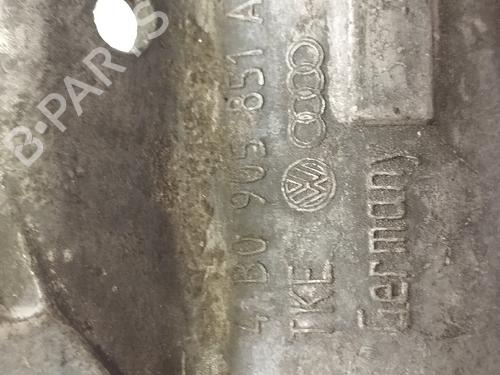 4B0 905 851 A
TKE
Germany
B-PARTS